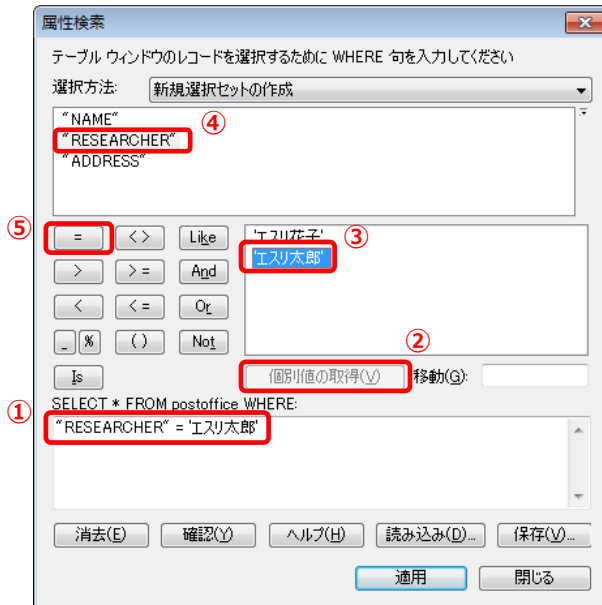 属性検索
テーブル ウィンドウのレコードを選択するために WHERE 句を入力してください
選択方法: 新規選択セットの作成
"NAME"
④
"RESEARCHER"
"ADDRESS"
⑤
= <> Like
'エスリ花子'
③
'エスリ太郎'
> >= And
< <= Or
_ % () Not
②
Is 個別値の取得(V) 移動(G):
①
SELECT * FROM postoffice WHERE:
"RESEARCHER" = 'エスリ太郎'
消去(E) 確認(Y) ヘルプ(H) 読み込み(D)... 保存(V)...
適用 閉じる